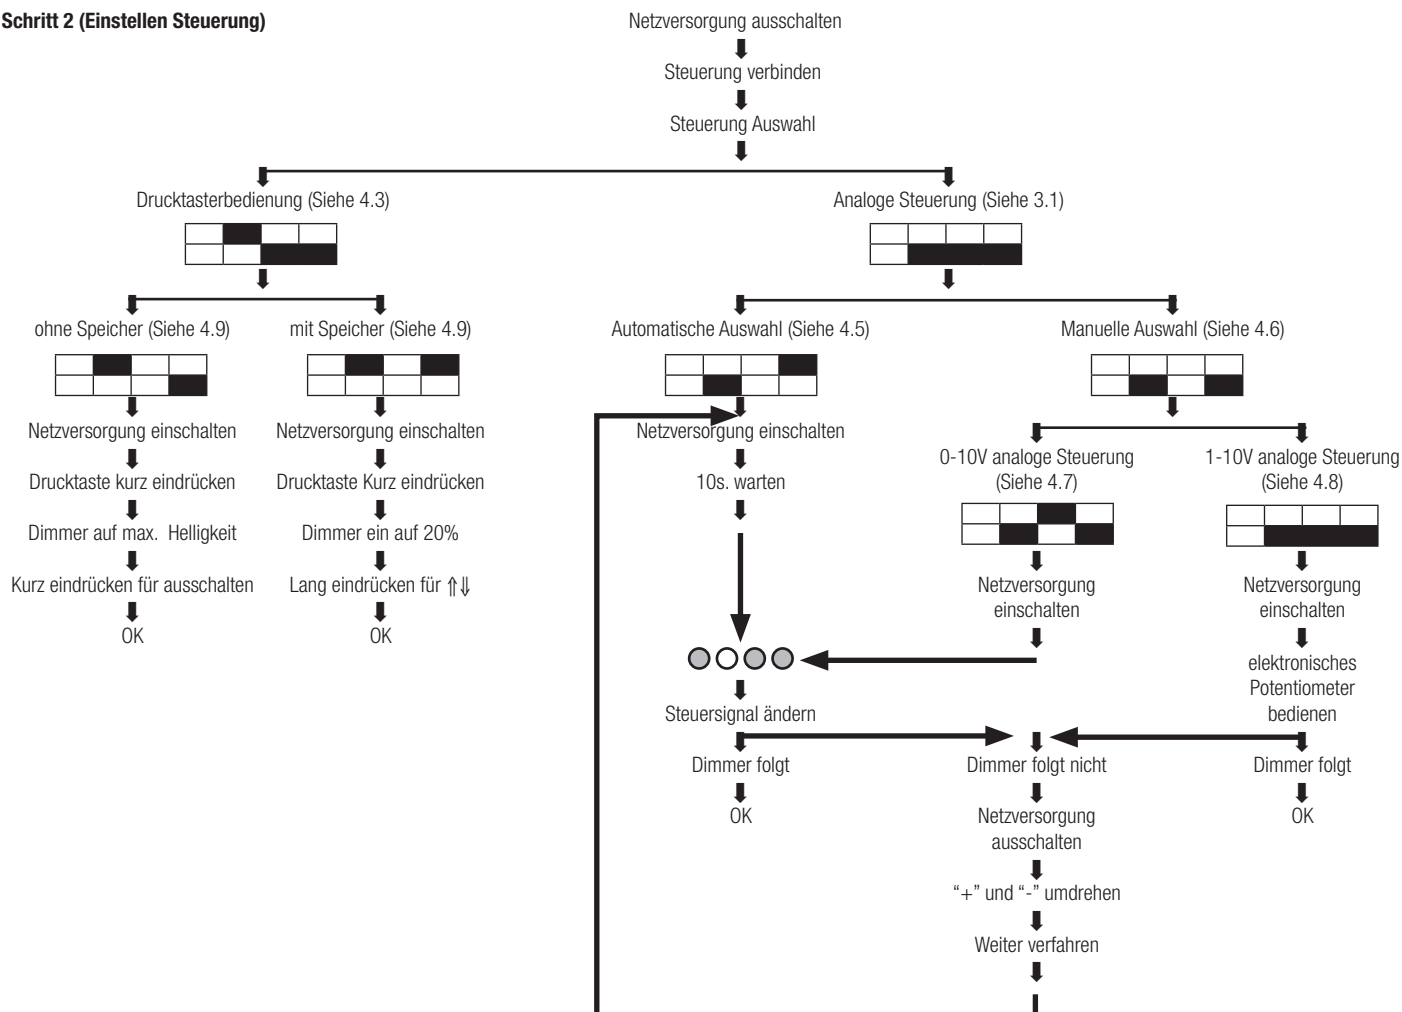 Schritt 2 (Einstellen Steuerung)
Netzversorgung ausschalten
Steuerung verbinden
Steuerung Auswahl
Drucktasterbedienung (Siehe 4.3)
Analoge Steuerung (Siehe 3.1)
ohne Speicher (Siehe 4.9)
mit Speicher (Siehe 4.9)
Automatische Auswahl (Siehe 4.5)
Manuelle Auswahl (Siehe 4.6)
Netzversorgung einschalten
Drucktaste kurz eindrücken
Dimmer auf max. Helligkeit
Kurz eindrücken für ausschalten
OK
Netzversorgung einschalten
Drucktaste Kurz eindrücken
Dimmer ein auf 20%
Lang eindrücken für ⇑⇓
OK
Netzversorgung einschalten
10s. warten
Steuersignal ändern
Dimmer folgt
OK
0-10V analoge Steuerung
(Siehe 4.7)
Netzversorgung
einschalten
1-10V analoge Steuerung
(Siehe 4.8)
Netzversorgung
einschalten
elektronisches
Potentiometer
bedienen
Dimmer folgt nicht
Netzversorgung
ausschalten
“+” und “-” umdrehen
Weiter verfahren
Dimmer folgt
OK